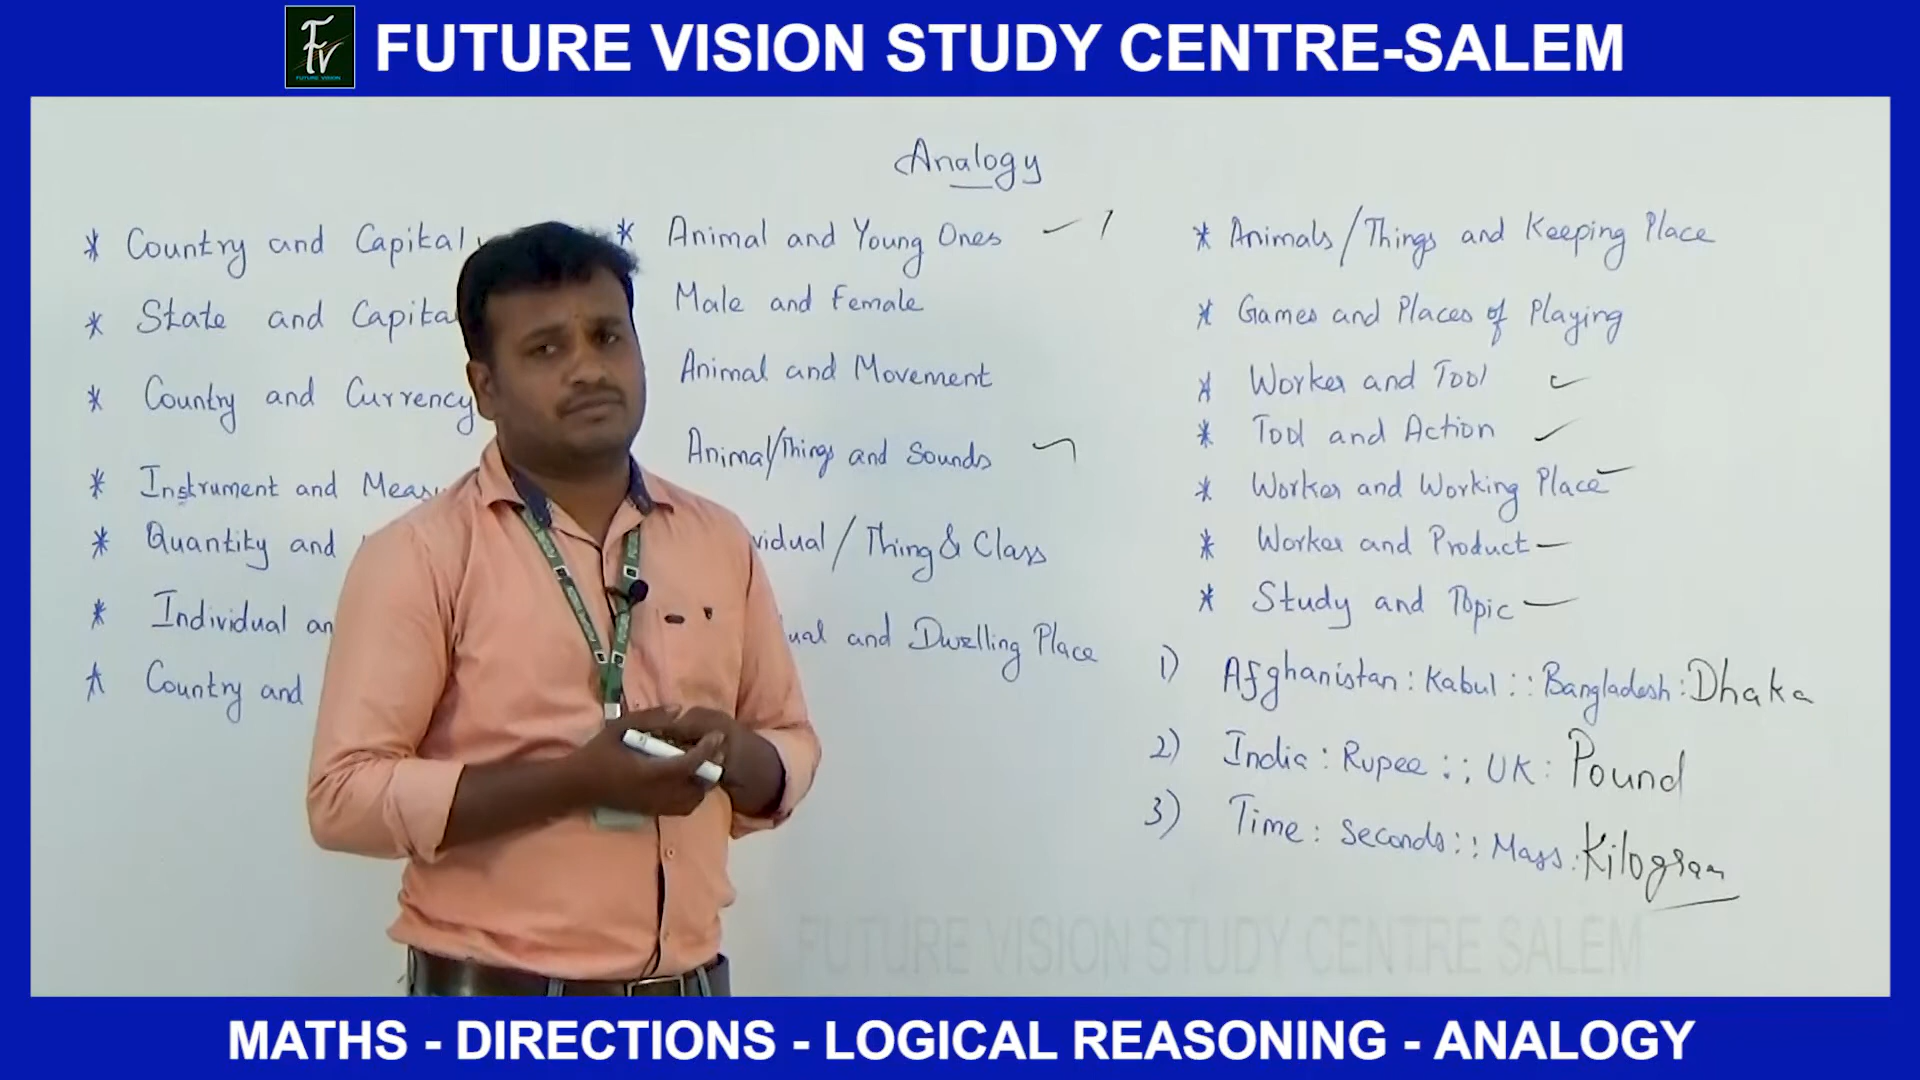 FV
FUTURE VISION
FUTURE VISION STUDY CENTRE-SALEM
Analogy
* Country and Capital
* State and Capital
* Country and Currency
* Instrument and
* Quantity and
* Individual
* Country and
* Animal and Young Ones
Male and Female
Animal and Movement
Animal/Things and Sounds
/ Thing & Class
and Dwelling Place
* Animals/Things and Keeping Place
* Games and Places of Playing
* Worker and Tool
* Tool and Action
* Worker and Working Place
* Worker and Product
* Study and Topic
1) Afghanistan : Kabul :: Bangladesh : Dhaka
2) India : Rupee :: UK : Pound
3) Time : Seconds :: Mass : Kilogram
FUTURE VISION STUDY CENTRE SALEM
MATHS - DIRECTIONS - LOGICAL REASONING - ANALOGY